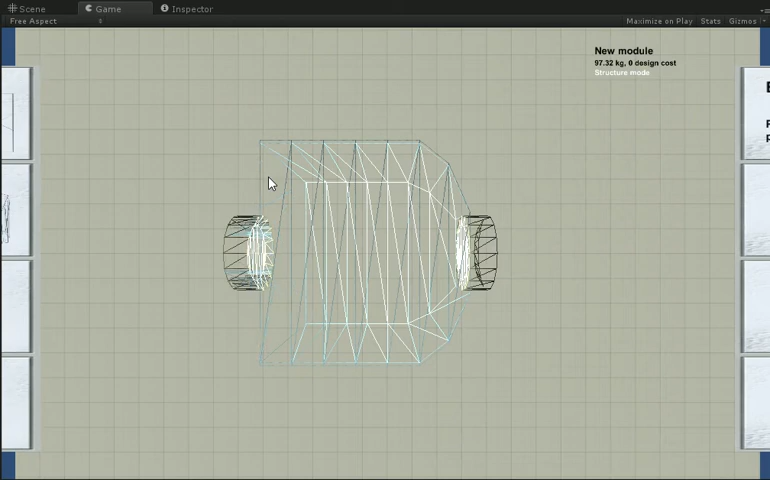 Scene Game Inspector
Free Aspect Maximize on Play Stats Gizmos
New module
97.32 kg, 0 design cost
Structure mode